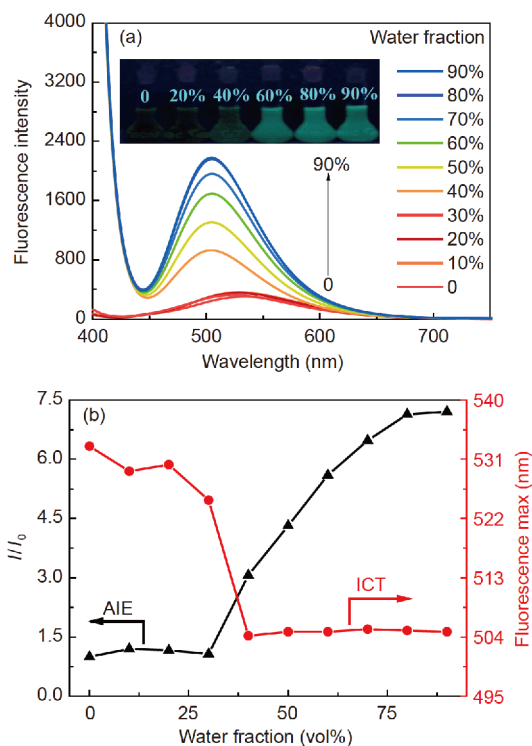 4000
3200
2400
1600
800
0
Fluorescence intensity
(a)
0 20% 40% 60% 80% 90%
90%
0
Water fraction
90%
80%
70%
60%
50%
40%
30%
20%
10%
0
400 500 600 700
Wavelength (nm)
7.5
6.0
4.5
3.0
1.5
0.0
I/I0
(b)
AIE
ICT
540
531
522
513
504
495
Fluorescence max (nm)
0 25 50 75
Water fraction (vol%)